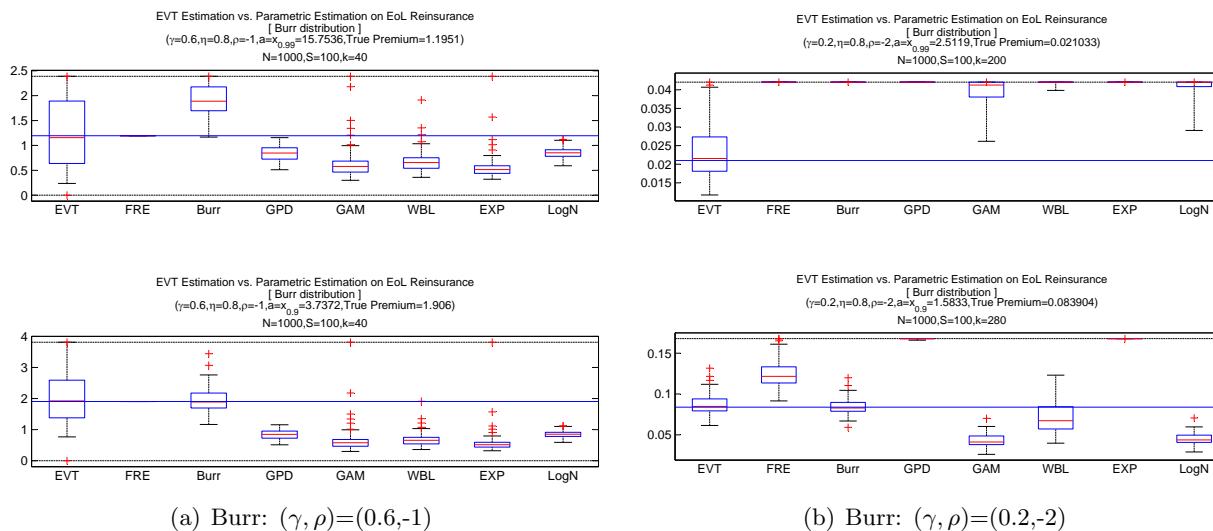 EVT Estimation vs. Parametric Estimation on EoL Reinsurance
[ Burr distribution ]
(γ=0.6,η=0.8,ρ=-1,a=x_0.99=15.7536,True Premium=1.1951)
N=1000,S=100,k=40
2.5
2
1.5
1
0.5
0
EVT FRE Burr GPD GAM WBL EXP LogN
EVT Estimation vs. Parametric Estimation on EoL Reinsurance
[ Burr distribution ]
(γ=0.2,η=0.8,ρ=-2,a=x_0.99=2.5119,True Premium=0.021033)
N=1000,S=100,k=200
0.04
0.035
0.03
0.025
0.02
0.015
EVT FRE Burr GPD GAM WBL EXP LogN
EVT Estimation vs. Parametric Estimation on EoL Reinsurance
[ Burr distribution ]
(γ=0.6,η=0.8,ρ=-1,a=x_0.9=3.7372,True Premium=1.906)
N=1000,S=100,k=40
4
3
2
1
0
EVT FRE Burr GPD GAM WBL EXP LogN
EVT Estimation vs. Parametric Estimation on EoL Reinsurance
[ Burr distribution ]
(γ=0.2,η=0.8,ρ=-2,a=x_0.9=1.5833,True Premium=0.083904)
N=1000,S=100,k=280
0.15
0.1
0.05
EVT FRE Burr GPD GAM WBL EXP LogN
(a) Burr: (γ, ρ)=(0.6,-1)
(b) Burr: (γ, ρ)=(0.2,-2)